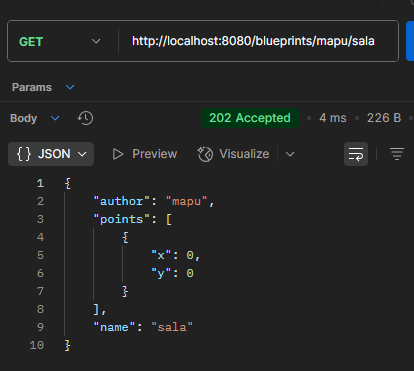 GET http://localhost:8080/blueprints/mapu/sala
Params
Body 202 Accepted • 4 ms • 226 B
{} JSON Preview Visualize
1 {
2 "author": "mapu",
3 "points": [
4 {
5 "x": 0,
6 "y": 0
7 }
8 ],
9 "name": "sala"
10 }